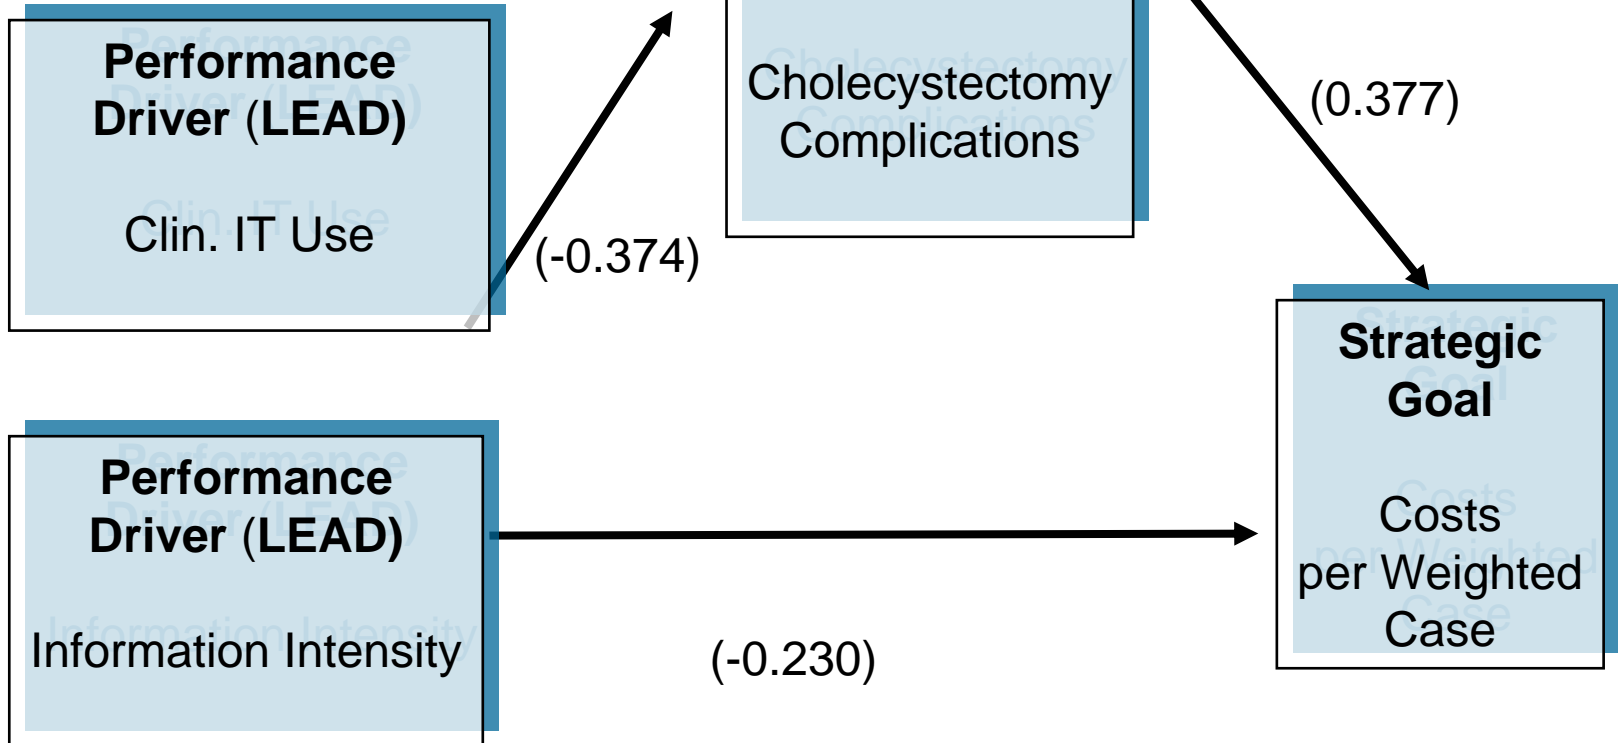 Performance
Driver (LEAD)
Clin. IT Use
(-0.374)
Cholecystectomy
Complications
(0.377)
Strategic
Goal
Costs
per Weighted
Case
Performance
Driver (LEAD)
Information Intensity
(-0.230)